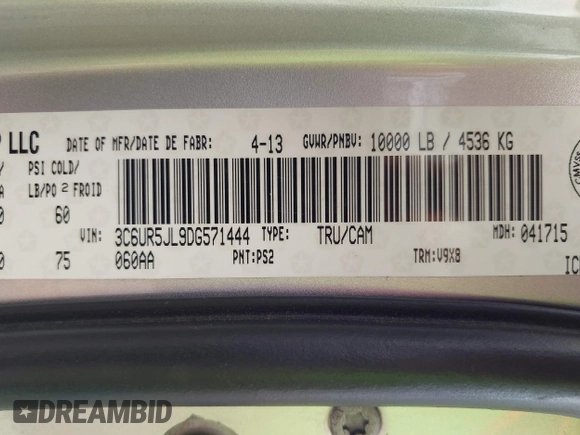 LLC DATE OF MFR/DATE DE FABR: 4-13 GVWR/PNBV: 10000 LB / 4536 KG
PSI COLD/
LB/PO 2 FROID
60
VIN: 3C6UR5JL9DG571444 TYPE: TRU/CAM MDH: 041715
75 060AA PNT:PS2 TRM:V9X8
DREAMBID